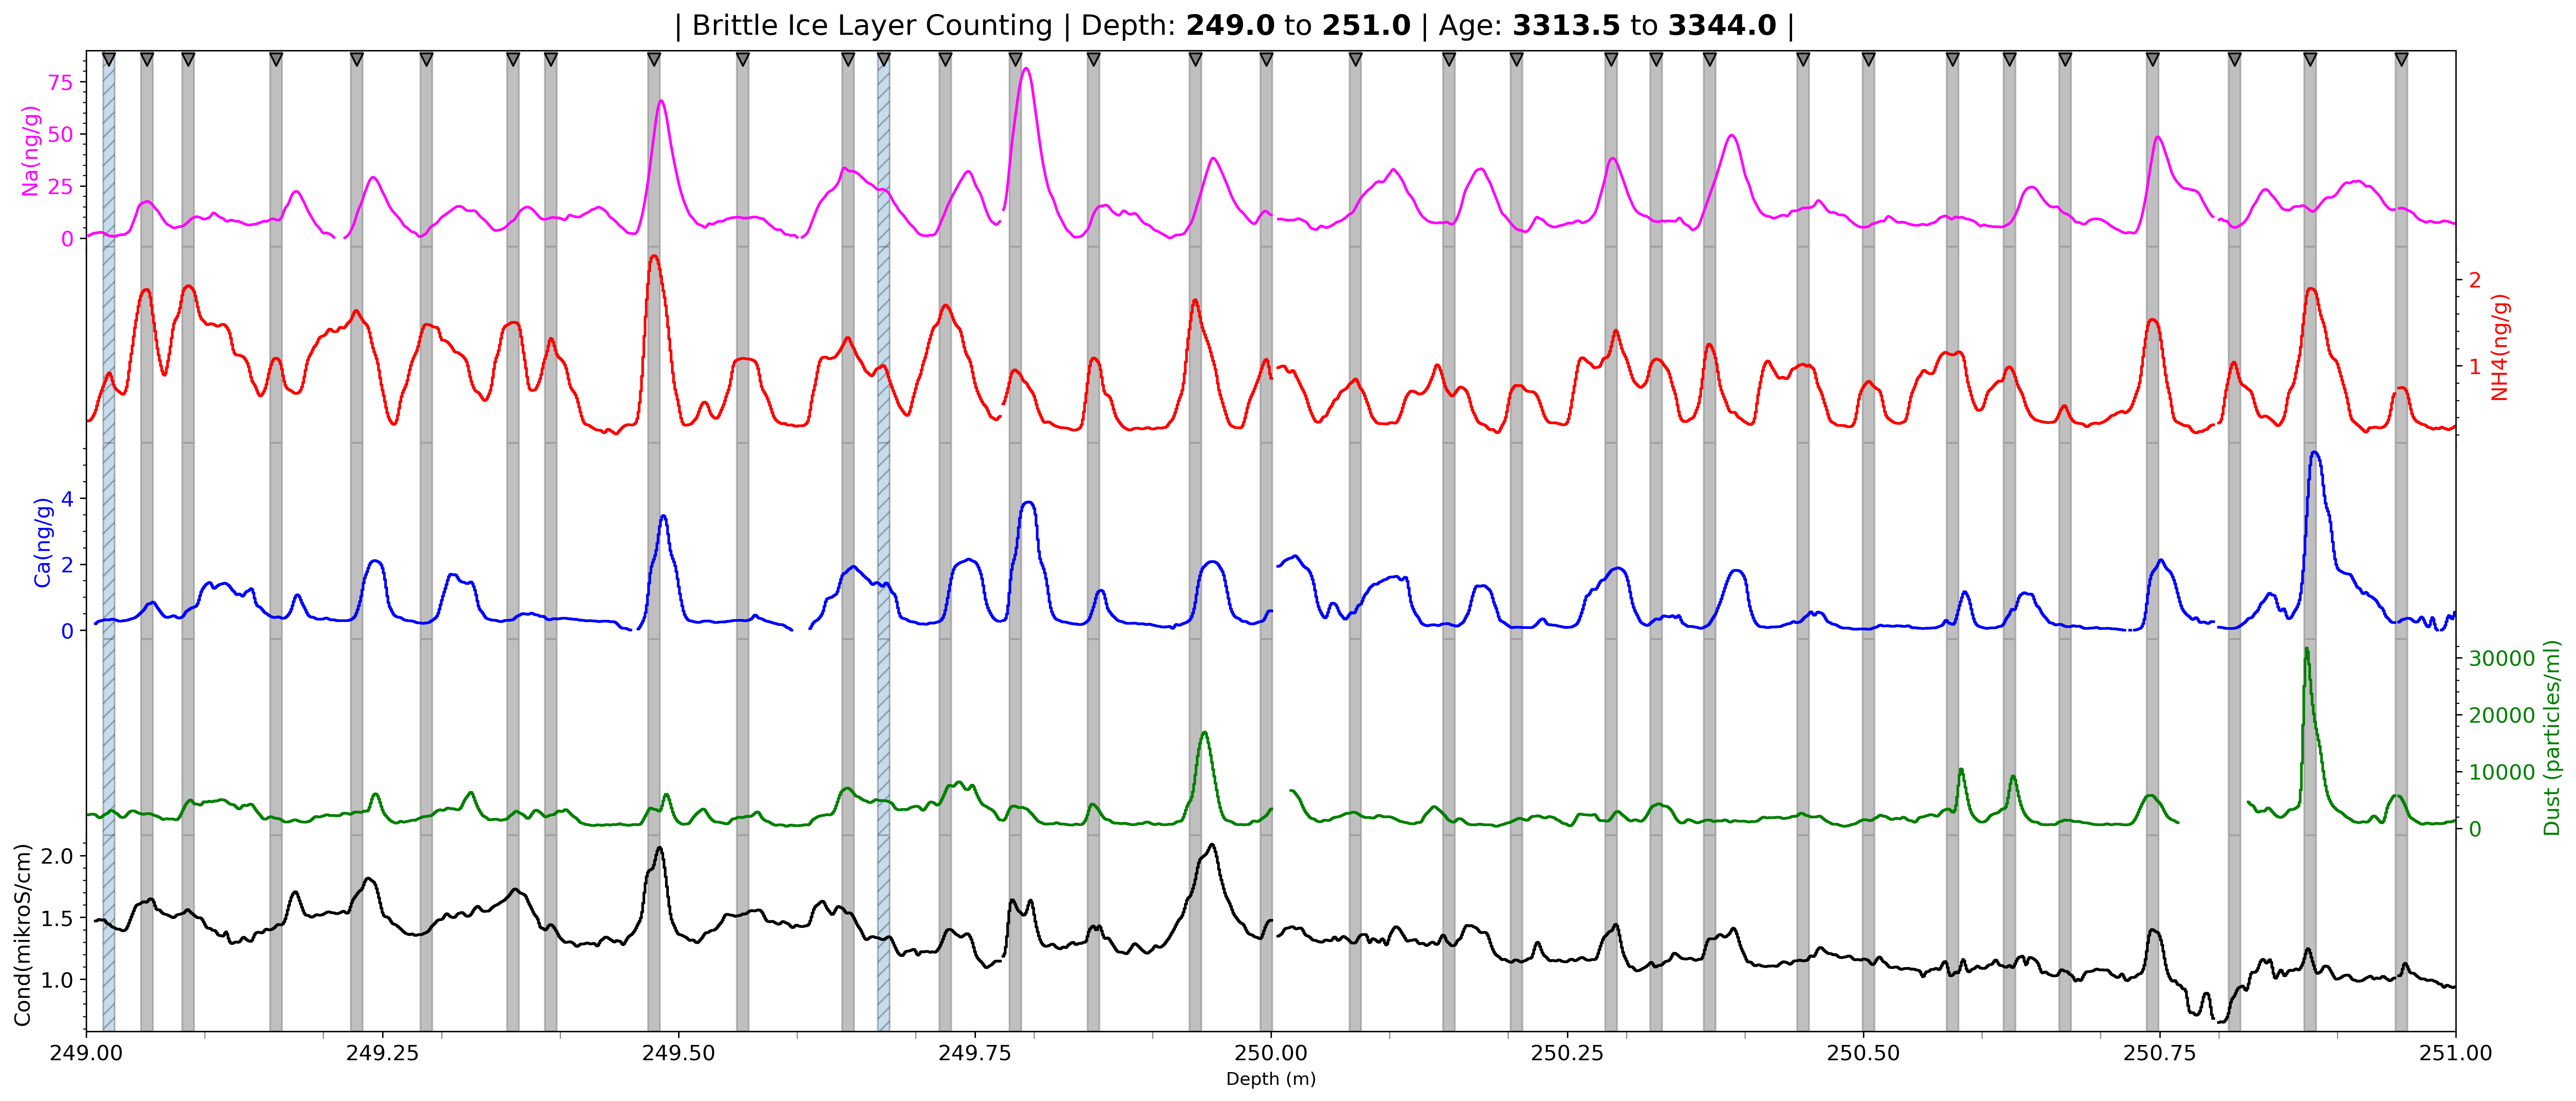 | Brittle Ice Layer Counting | Depth: 249.0 to 251.0 | Age: 3313.5 to 3344.0 |
Na(ng/g)
75
50
25
0
NH4(ng/g)
2
1
Ca(ng/g)
4
2
0
Dust (particles/ml)
30000
20000
10000
0
Cond(mikroS/cm)
2.0
1.5
1.0
249.00 249.25 249.50 249.75 250.00 250.25 250.50 250.75 251.00
Depth (m)